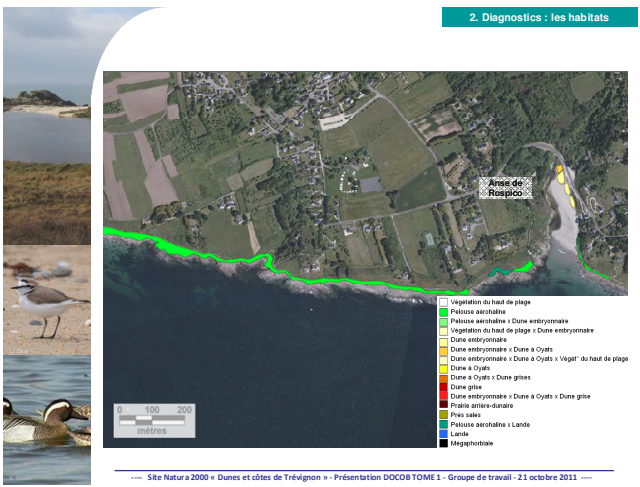 2. Diagnostics : les habitats
Anse de
Rospico
Végétation du haut de plage
Pelouse aérohaline
Pelouse aérohaline x Dune embryonnaire
Végétation du haut de plage x Dune embryonnaire
Dune embryonnaire
Dune embryonnaire x Dune à Oyats
Dune embryonnaire x Dune à Oyats x Végét° du haut de plage
Dune à Oyats
Dune à Oyats x Dune grises
Dune grise
Dune embryonnaire x Dune à Oyats x Dune grise
Prairie arrière-dunaire
Prés salés
Pelouse aérohaline x Lande
Lande
Mégaphorbiaie
0 100 200
mètres
---- Site Natura 2000 « Dunes et côtes de Trévignon » - Présentation DOCOB TOME 1 - Groupe de travail - 21 octobre 2011 ----